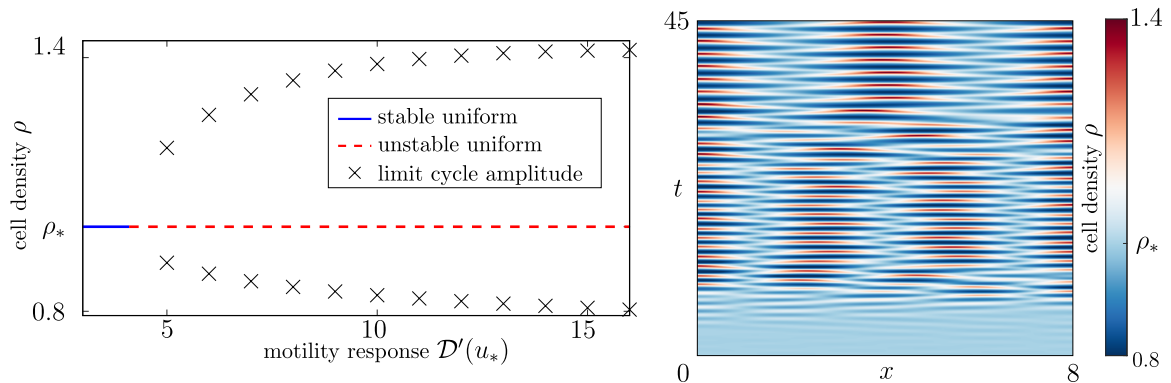 1.4
cell density ρ
ρ*
0.8
stable uniform
unstable uniform
limit cycle amplitude
5
10
15
motility response 𝒟′(u*)
45
t
0
x
8
1.4
cell density ρ
ρ*
0.8